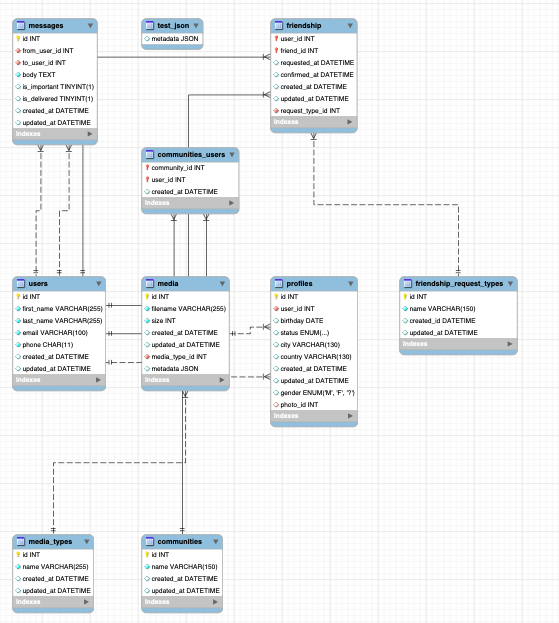 messages
id INT
from_user_id INT
to_user_id INT
body TEXT
is_important TINYINT(1)
is_delivered TINYINT(1)
created_at DATETIME
updated_at DATETIME
Indexes
test_json
metadata JSON
friendship
user_id INT
friend_id INT
requested_at DATETIME
confirmed_at DATETIME
created_at DATETIME
updated_at DATETIME
request_type_id INT
Indexes
communities_users
community_id INT
user_id INT
created_at DATETIME
Indexes
users
id INT
first_name VARCHAR(255)
last_name VARCHAR(255)
email VARCHAR(100)
phone CHAR(11)
created_at DATETIME
updated_at DATETIME
Indexes
media
id INT
filename VARCHAR(255)
size INT
created_at DATETIME
updated_at DATETIME
media_type_id INT
metadata JSON
Indexes
profiles
id INT
user_id INT
birthday DATE
status ENUM(...)
city VARCHAR(130)
country VARCHAR(130)
created_at DATETIME
updated_at DATETIME
gender ENUM('M', 'F', '?')
photo_id INT
Indexes
friendship_request_types
id INT
name VARCHAR(150)
created_id DATETIME
updated_at DATETIME
Indexes
media_types
id INT
name VARCHAR(255)
created_at DATETIME
updated_at DATETIME
Indexes
communities
id INT
name VARCHAR(150)
created_at DATETIME
updated_at DATETIME
Indexes